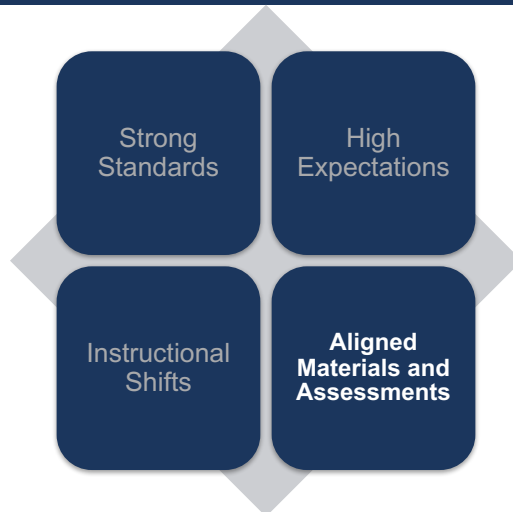 Strong
Standards
High
Expectations
Instructional
Shifts
Aligned
Materials and
Assessments